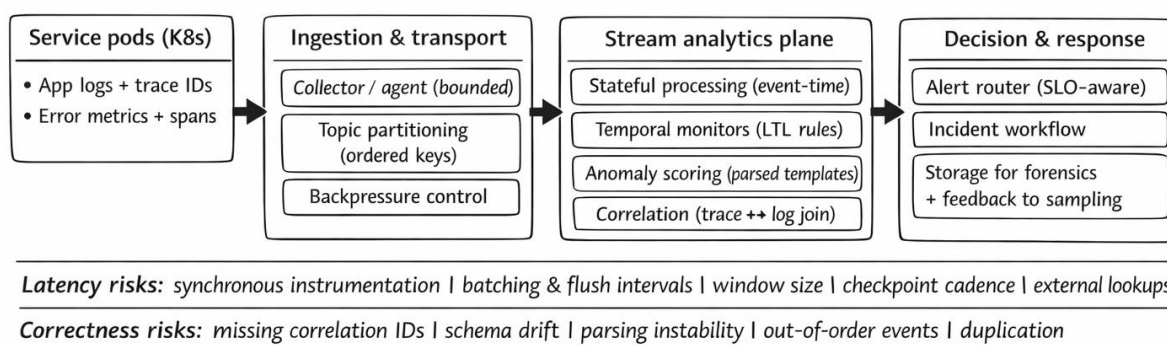 Service pods (K8s)
• App logs + trace IDs
• Error metrics + spans
Ingestion & transport
Collector / agent (bounded)
Topic partitioning
(ordered keys)
Backpressure control
Stream analytics plane
Stateful processing (event-time)
Temporal monitors (LTL rules)
Anomaly scoring (parsed templates)
Correlation (trace ↔ log join)
Decision & response
Alert router (SLO-aware)
Incident workflow
Storage for forensics
+ feedback to sampling
Latency risks: synchronous instrumentation | batching & flush intervals | window size | checkpoint cadence | external lookups
Correctness risks: missing correlation IDs | schema drift | parsing instability | out-of-order events | duplication